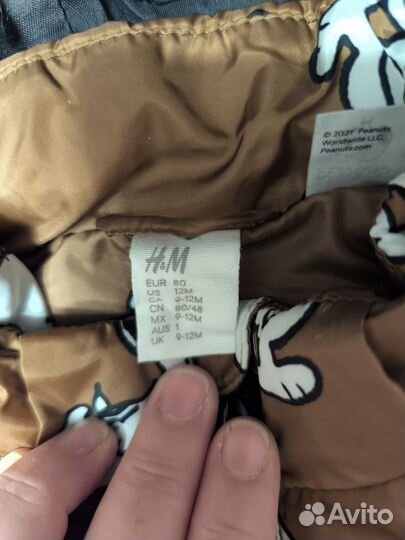 © 2021 Peanuts
Worldwide LLC,
Peanuts.com
H&M
EUR 80
US 12M
CA 9-12M
CN 80/48
MX 9-12M
AUS 1
UK 9-12M
Avito